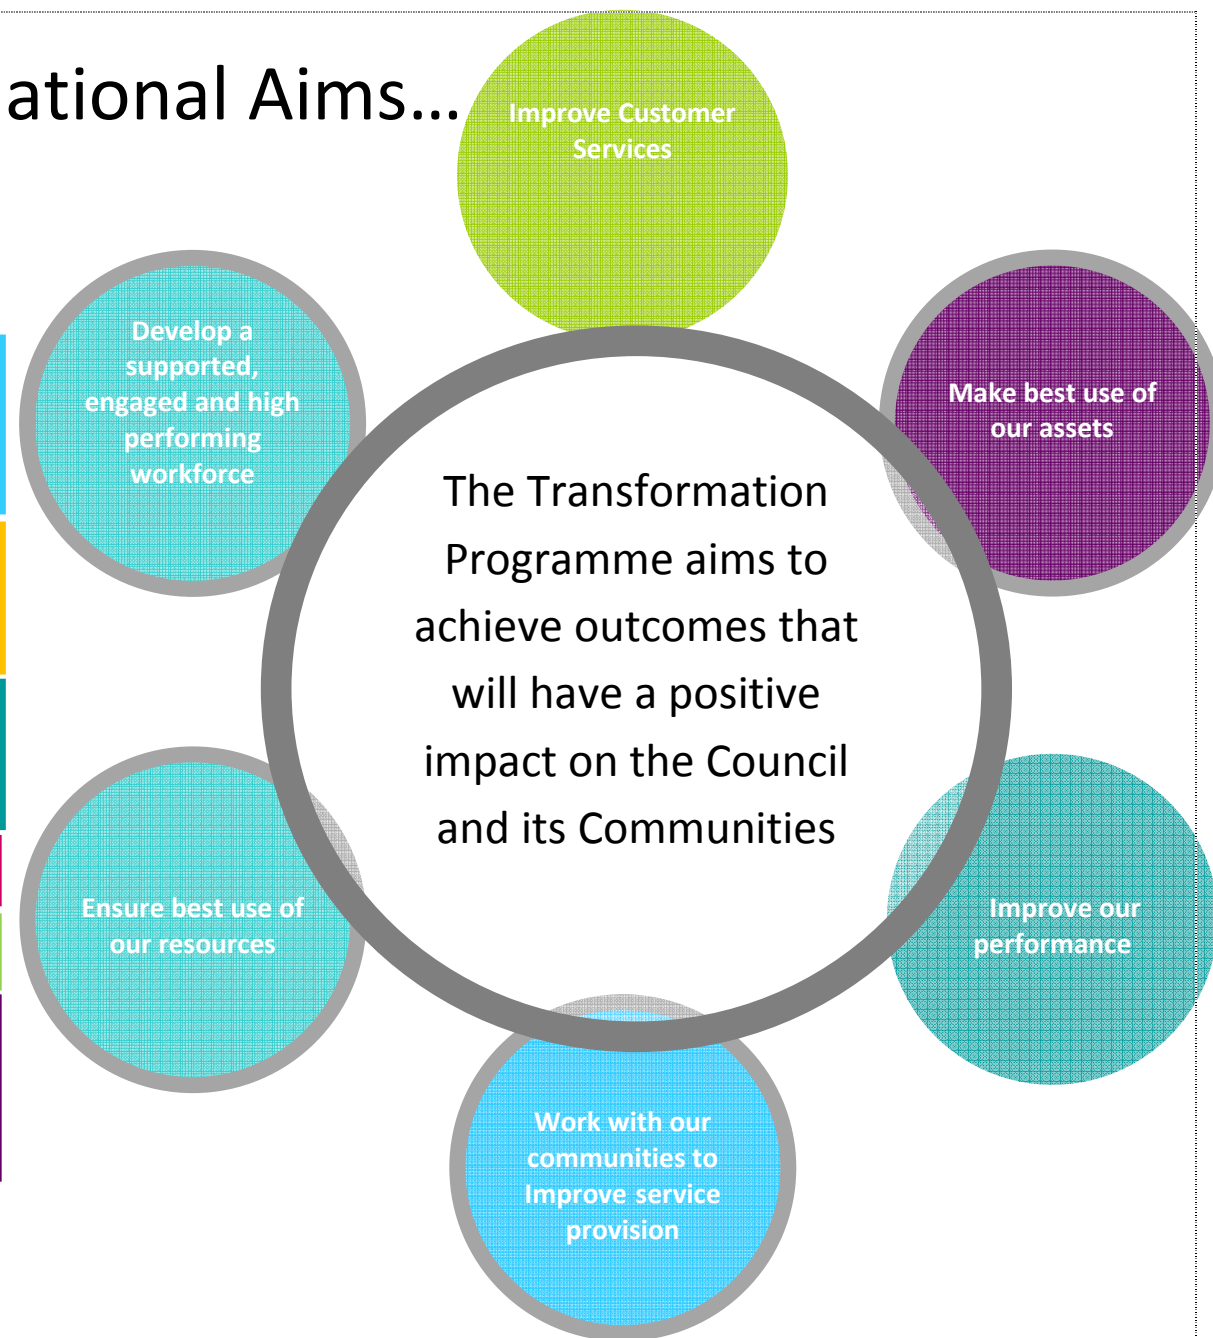 ational Aims...
Improve Customer
Services
Develop a
supported,
engaged and high
performing
workforce
Make best use of
our assets
The Transformation
Programme aims to
achieve outcomes that
will have a positive
impact on the Council
and its Communities
Ensure best use of
our resources
Improve our
performance
Work with our
communities to
Improve service
provision